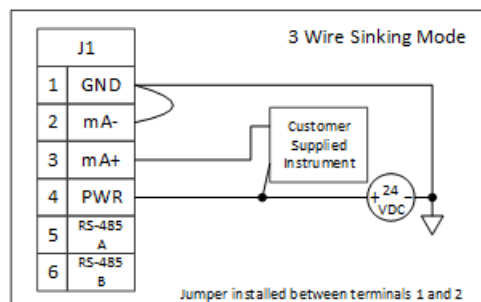 3 Wire Sinking Mode
J1
1 GND
2 mA-
3 mA+
4 PWR
5 RS-485
A
6 RS-485
B
Customer
Supplied
Instrument
+ 24 -
VDC
Jumper installed between terminals 1 and 2